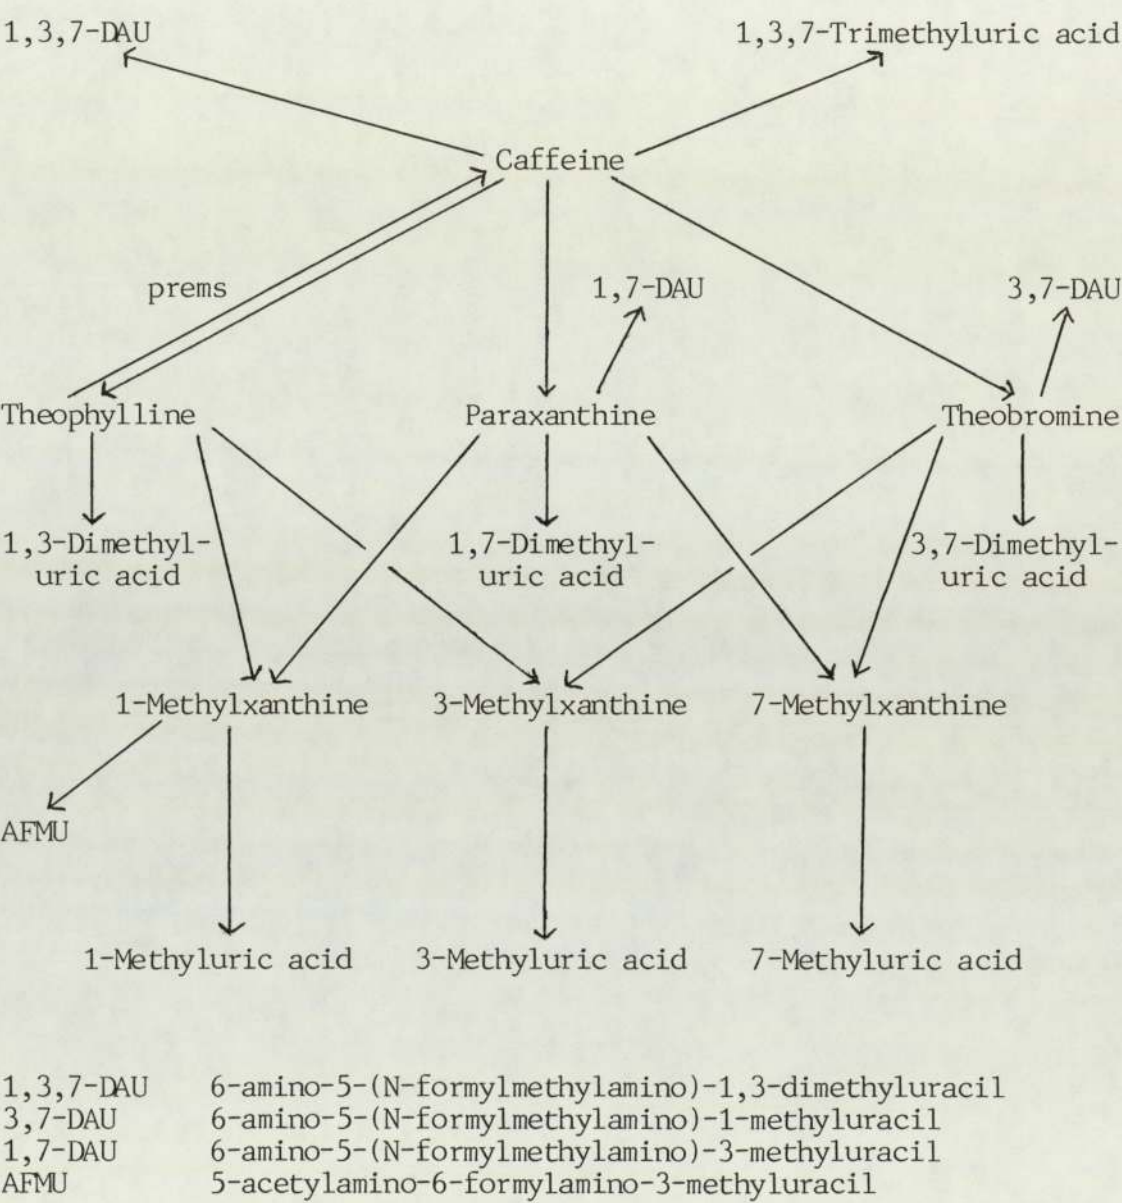 1,3,7-DAU
1,3,7-Trimethyluric acid
Caffeine
prems
1,7-DAU
3,7-DAU
Theophylline
Paraxanthine
Theobromine
1,3-Dimethyl-
uric acid
1,7-Dimethyl-
uric acid
3,7-Dimethyl-
uric acid
1-Methylxanthine
3-Methylxanthine
7-Methylxanthine
AFMU
1-Methyluric acid
3-Methyluric acid
7-Methyluric acid
1,3,7-DAU 6-amino-5-(N-formylmethylamino)-1,3-dimethyluracil
3,7-DAU 6-amino-5-(N-formylmethylamino)-1-methyluracil
1,7-DAU 6-amino-5-(N-formylmethylamino)-3-methyluracil
AFMU 5-acetylamino-6-formylamino-3-methyluracil